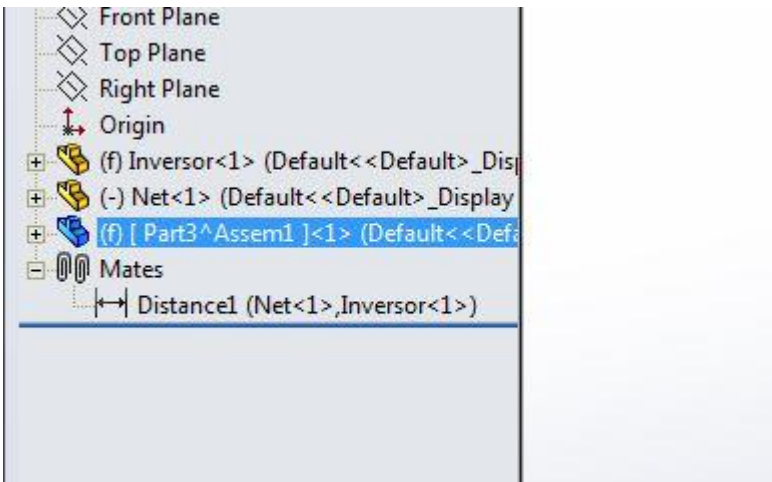 Front Plane
Top Plane
Right Plane
Origin
(f) Inversor<1> (Default<<Default>_Disp
(-) Net<1> (Default<<Default>_Display
(f) [ Part3^Assem1 ]<1> (Default<<Defa
Mates
Distance1 (Net<1>,Inversor<1>)